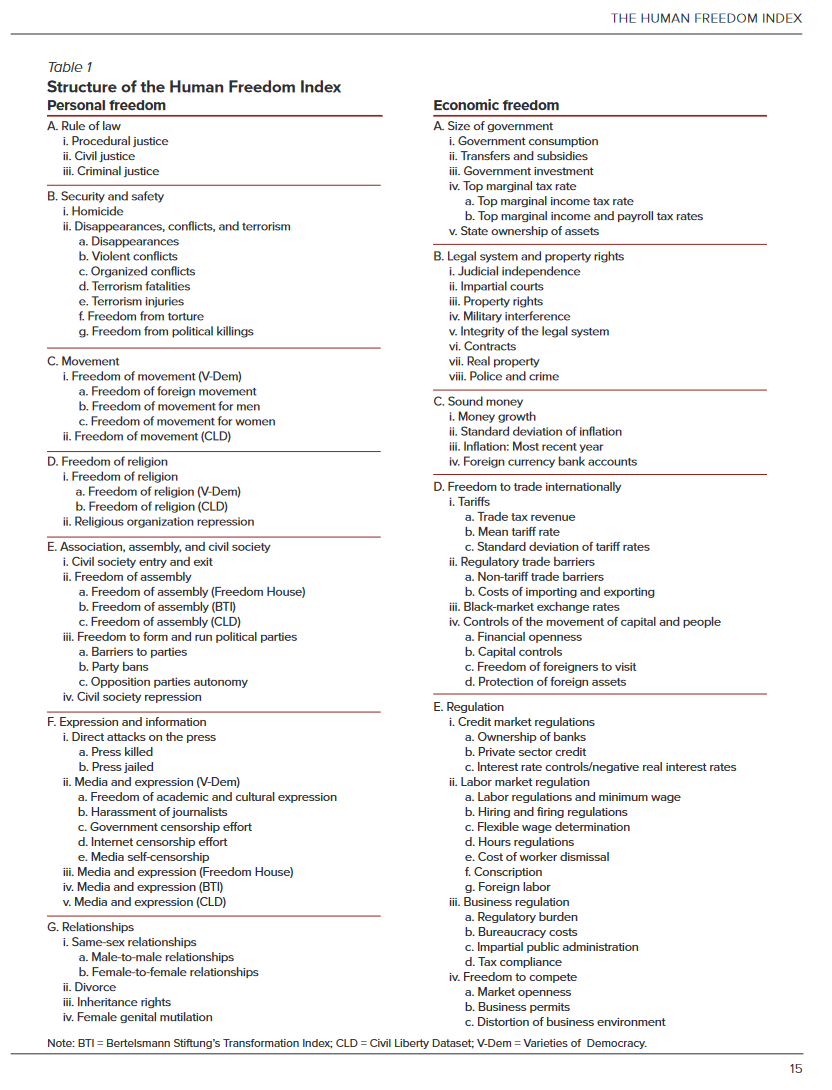 THE HUMAN FREEDOM INDEX
Table 1
Structure of the Human Freedom Index
Personal freedom
A. Rule of law
i. Procedural justice
ii. Civil justice
iii. Criminal justice
B. Security and safety
i. Homicide
ii. Disappearances, conflicts, and terrorism
a. Disappearances
b. Violent conflicts
c. Organized conflicts
d. Terrorism fatalities
e. Terrorism injuries
f. Freedom from torture
g. Freedom from political killings
C. Movement
i. Freedom of movement (V-Dem)
a. Freedom of foreign movement
b. Freedom of movement for men
c. Freedom of movement for women
ii. Freedom of movement (CLD)
D. Freedom of religion
i. Freedom of religion
a. Freedom of religion (V-Dem)
b. Freedom of religion (CLD)
ii. Religious organization repression
E. Association, assembly, and civil society
i. Civil society entry and exit
ii. Freedom of assembly
a. Freedom of assembly (Freedom House)
b. Freedom of assembly (BTI)
c. Freedom of assembly (CLD)
iii. Freedom to form and run political parties
a. Barriers to parties
b. Party bans
c. Opposition parties autonomy
iv. Civil society repression
F. Expression and information
i. Direct attacks on the press
a. Press killed
b. Press jailed
ii. Media and expression (V-Dem)
a. Freedom of academic and cultural expression
b. Harassment of journalists
c. Government censorship effort
d. Internet censorship effort
e. Media self-censorship
iii. Media and expression (Freedom House)
iv. Media and expression (BTI)
v. Media and expression (CLD)
G. Relationships
i. Same-sex relationships
a. Male-to-male relationships
b. Female-to-female relationships
ii. Divorce
iii. Inheritance rights
iv. Female genital mutilation
Economic freedom
A. Size of government
i. Government consumption
ii. Transfers and subsidies
iii. Government investment
iv. Top marginal tax rate
a. Top marginal income tax rate
b. Top marginal income and payroll tax rates
v. State ownership of assets
B. Legal system and property rights
i. Judicial independence
ii. Impartial courts
iii. Property rights
iv. Military interference
v. Integrity of the legal system
vi. Contracts
vii. Real property
viii. Police and crime
C. Sound money
i. Money growth
ii. Standard deviation of inflation
iii. Inflation: Most recent year
iv. Foreign currency bank accounts
D. Freedom to trade internationally
i. Tariffs
a. Trade tax revenue
b. Mean tariff rate
c. Standard deviation of tariff rates
ii. Regulatory trade barriers
a. Non-tariff trade barriers
b. Costs of importing and exporting
iii. Black-market exchange rates
iv. Controls of the movement of capital and people
a. Financial openness
b. Capital controls
c. Freedom of foreigners to visit
d. Protection of foreign assets
E. Regulation
i. Credit market regulations
a. Ownership of banks
b. Private sector credit
c. Interest rate controls/negative real interest rates
ii. Labor market regulation
a. Labor regulations and minimum wage
b. Hiring and firing regulations
c. Flexible wage determination
d. Hours regulations
e. Cost of worker dismissal
f. Conscription
g. Foreign labor
iii. Business regulation
a. Regulatory burden
b. Bureaucracy costs
c. Impartial public administration
d. Tax compliance
iv. Freedom to compete
a. Market openness
b. Business permits
c. Distortion of business environment
Note: BTI = Bertelsmann Stiftung's Transformation Index; CLD = Civil Liberty Dataset; V-Dem = Varieties of Democracy.
15